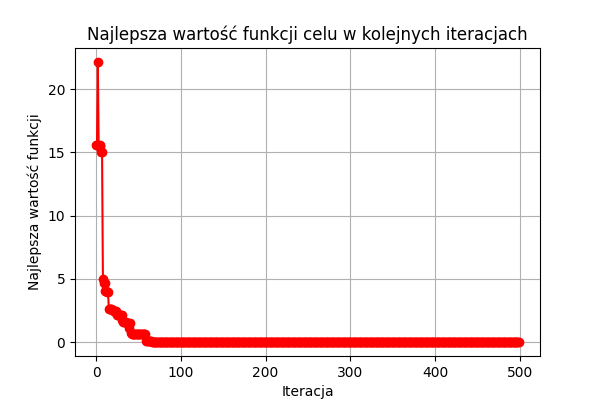 Najlepsza wartość funkcji celu w kolejnych iteracjach
Najlepsza wartość funkcji
20
15
10
5
0
0 100 200 300 400 500
Iteracja